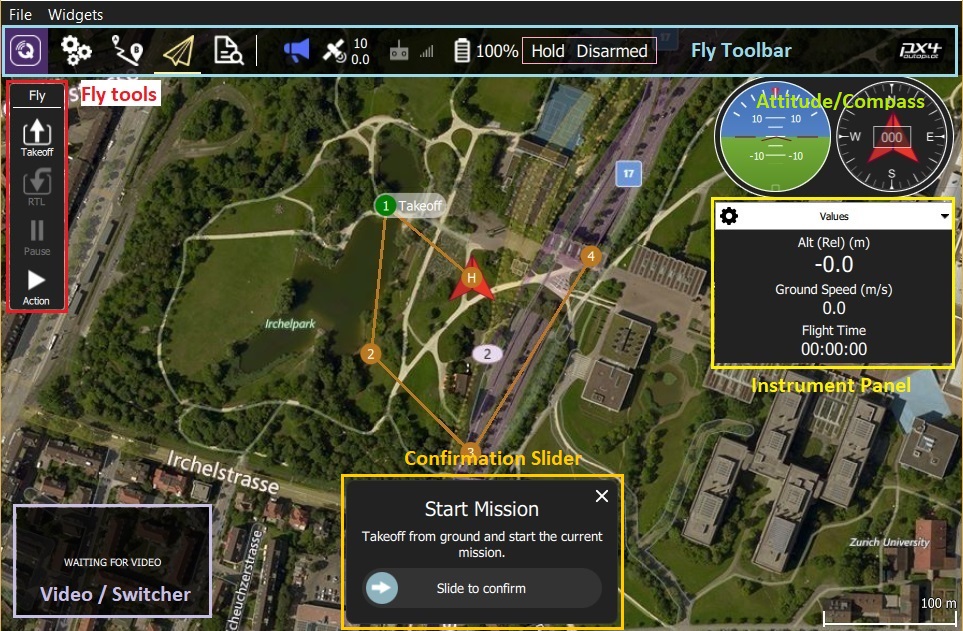 File Widgets
10
0.0
100%
Hold Disarmed
17
Fly Toolbar
px4
autopilot
Fly
Fly tools
Takeoff
RTL
Pause
Action
Attitude/Compass
N
10 10
-10 -10
W 000 E
S
17
1 Takeoff
H
4
2
2
3
Irchelpark
Values
Alt (Rel) (m)
-0.0
Ground Speed (m/s)
0.0
Flight Time
00:00:00
Instrument Panel
Confirmation Slider
Irchelstrasse
Start Mission
Takeoff from ground and start the current
mission.
Slide to confirm
WAITING FOR VIDEO
Video / Switcher
Scheuchzerstrasse
Zurich University
100 m